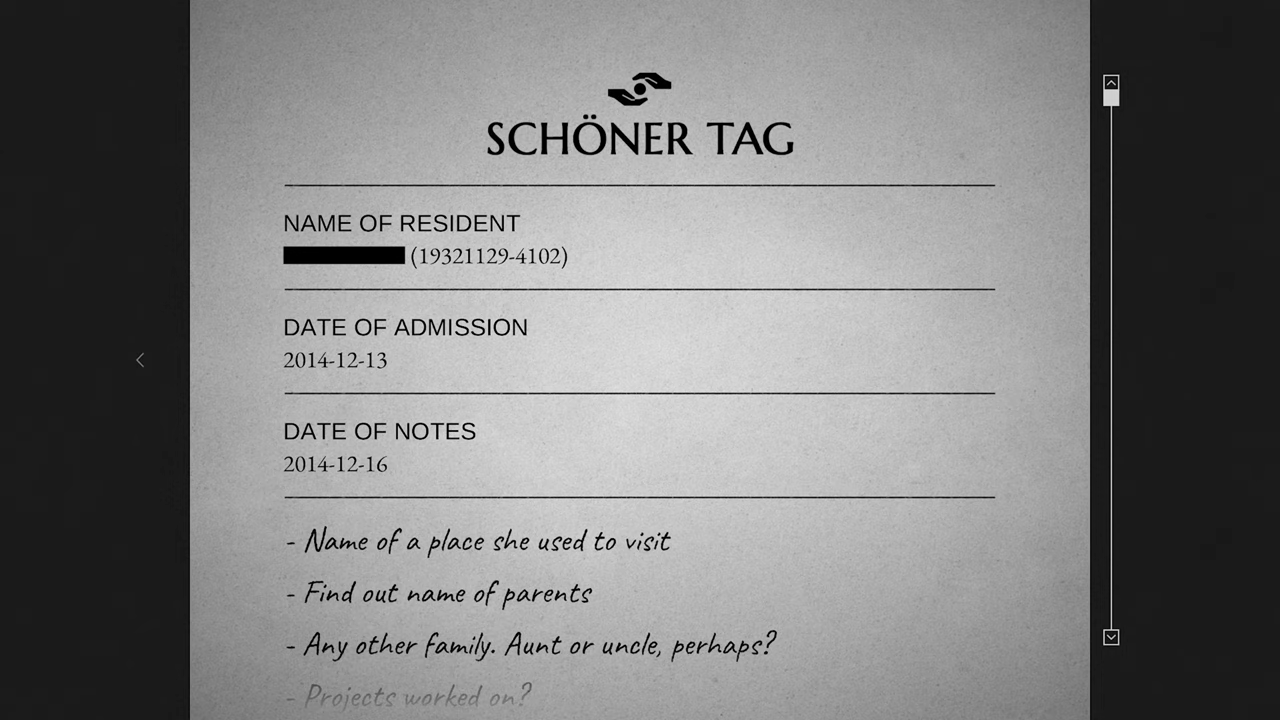 SCHÖNER TAG
NAME OF RESIDENT
(19321129-4102)
DATE OF ADMISSION
2014-12-13
DATE OF NOTES
2014-12-16
- Name of a place she used to visit
- Find out name of parents
- Any other family. Aunt or uncle, perhaps?
- Projects worked on?